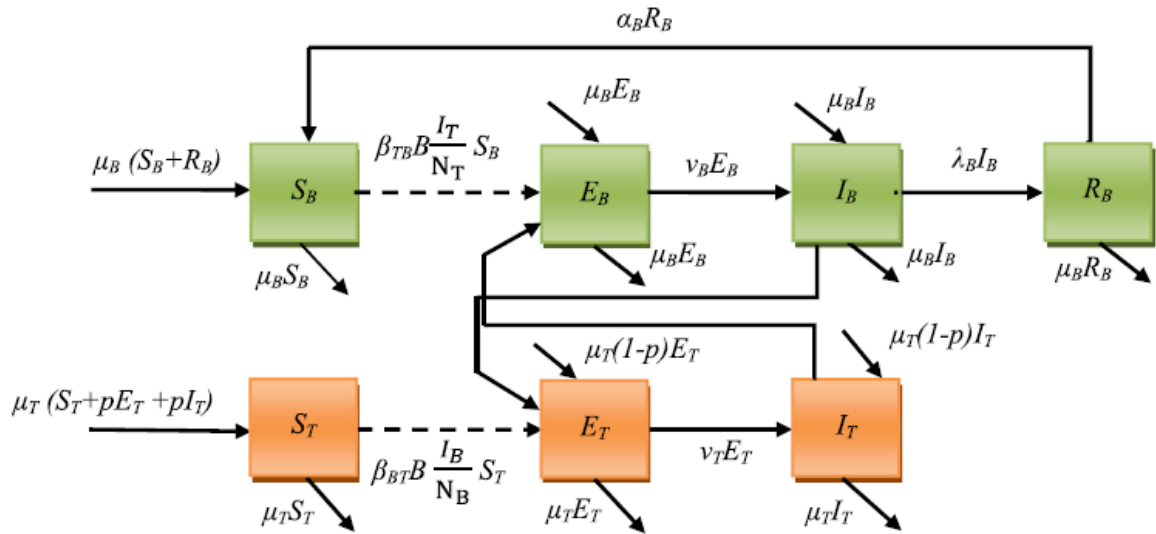 α_B R_B
μ_B E_B
μ_B I_B
μ_B (S_B+R_B)
β_TB B I_T/N_T S_B
S_B
E_B
ν_B E_B
I_B
λ_B I_B
R_B
μ_B S_B
μ_B E_B
μ_B I_B
μ_B R_B
μ_T(1-p)E_T
μ_T(1-p)I_T
μ_T (S_T+pE_T +pI_T)
S_T
E_T
I_T
β_BT B I_B/N_B S_T
ν_T E_T
μ_T S_T
μ_T E_T
μ_T I_T